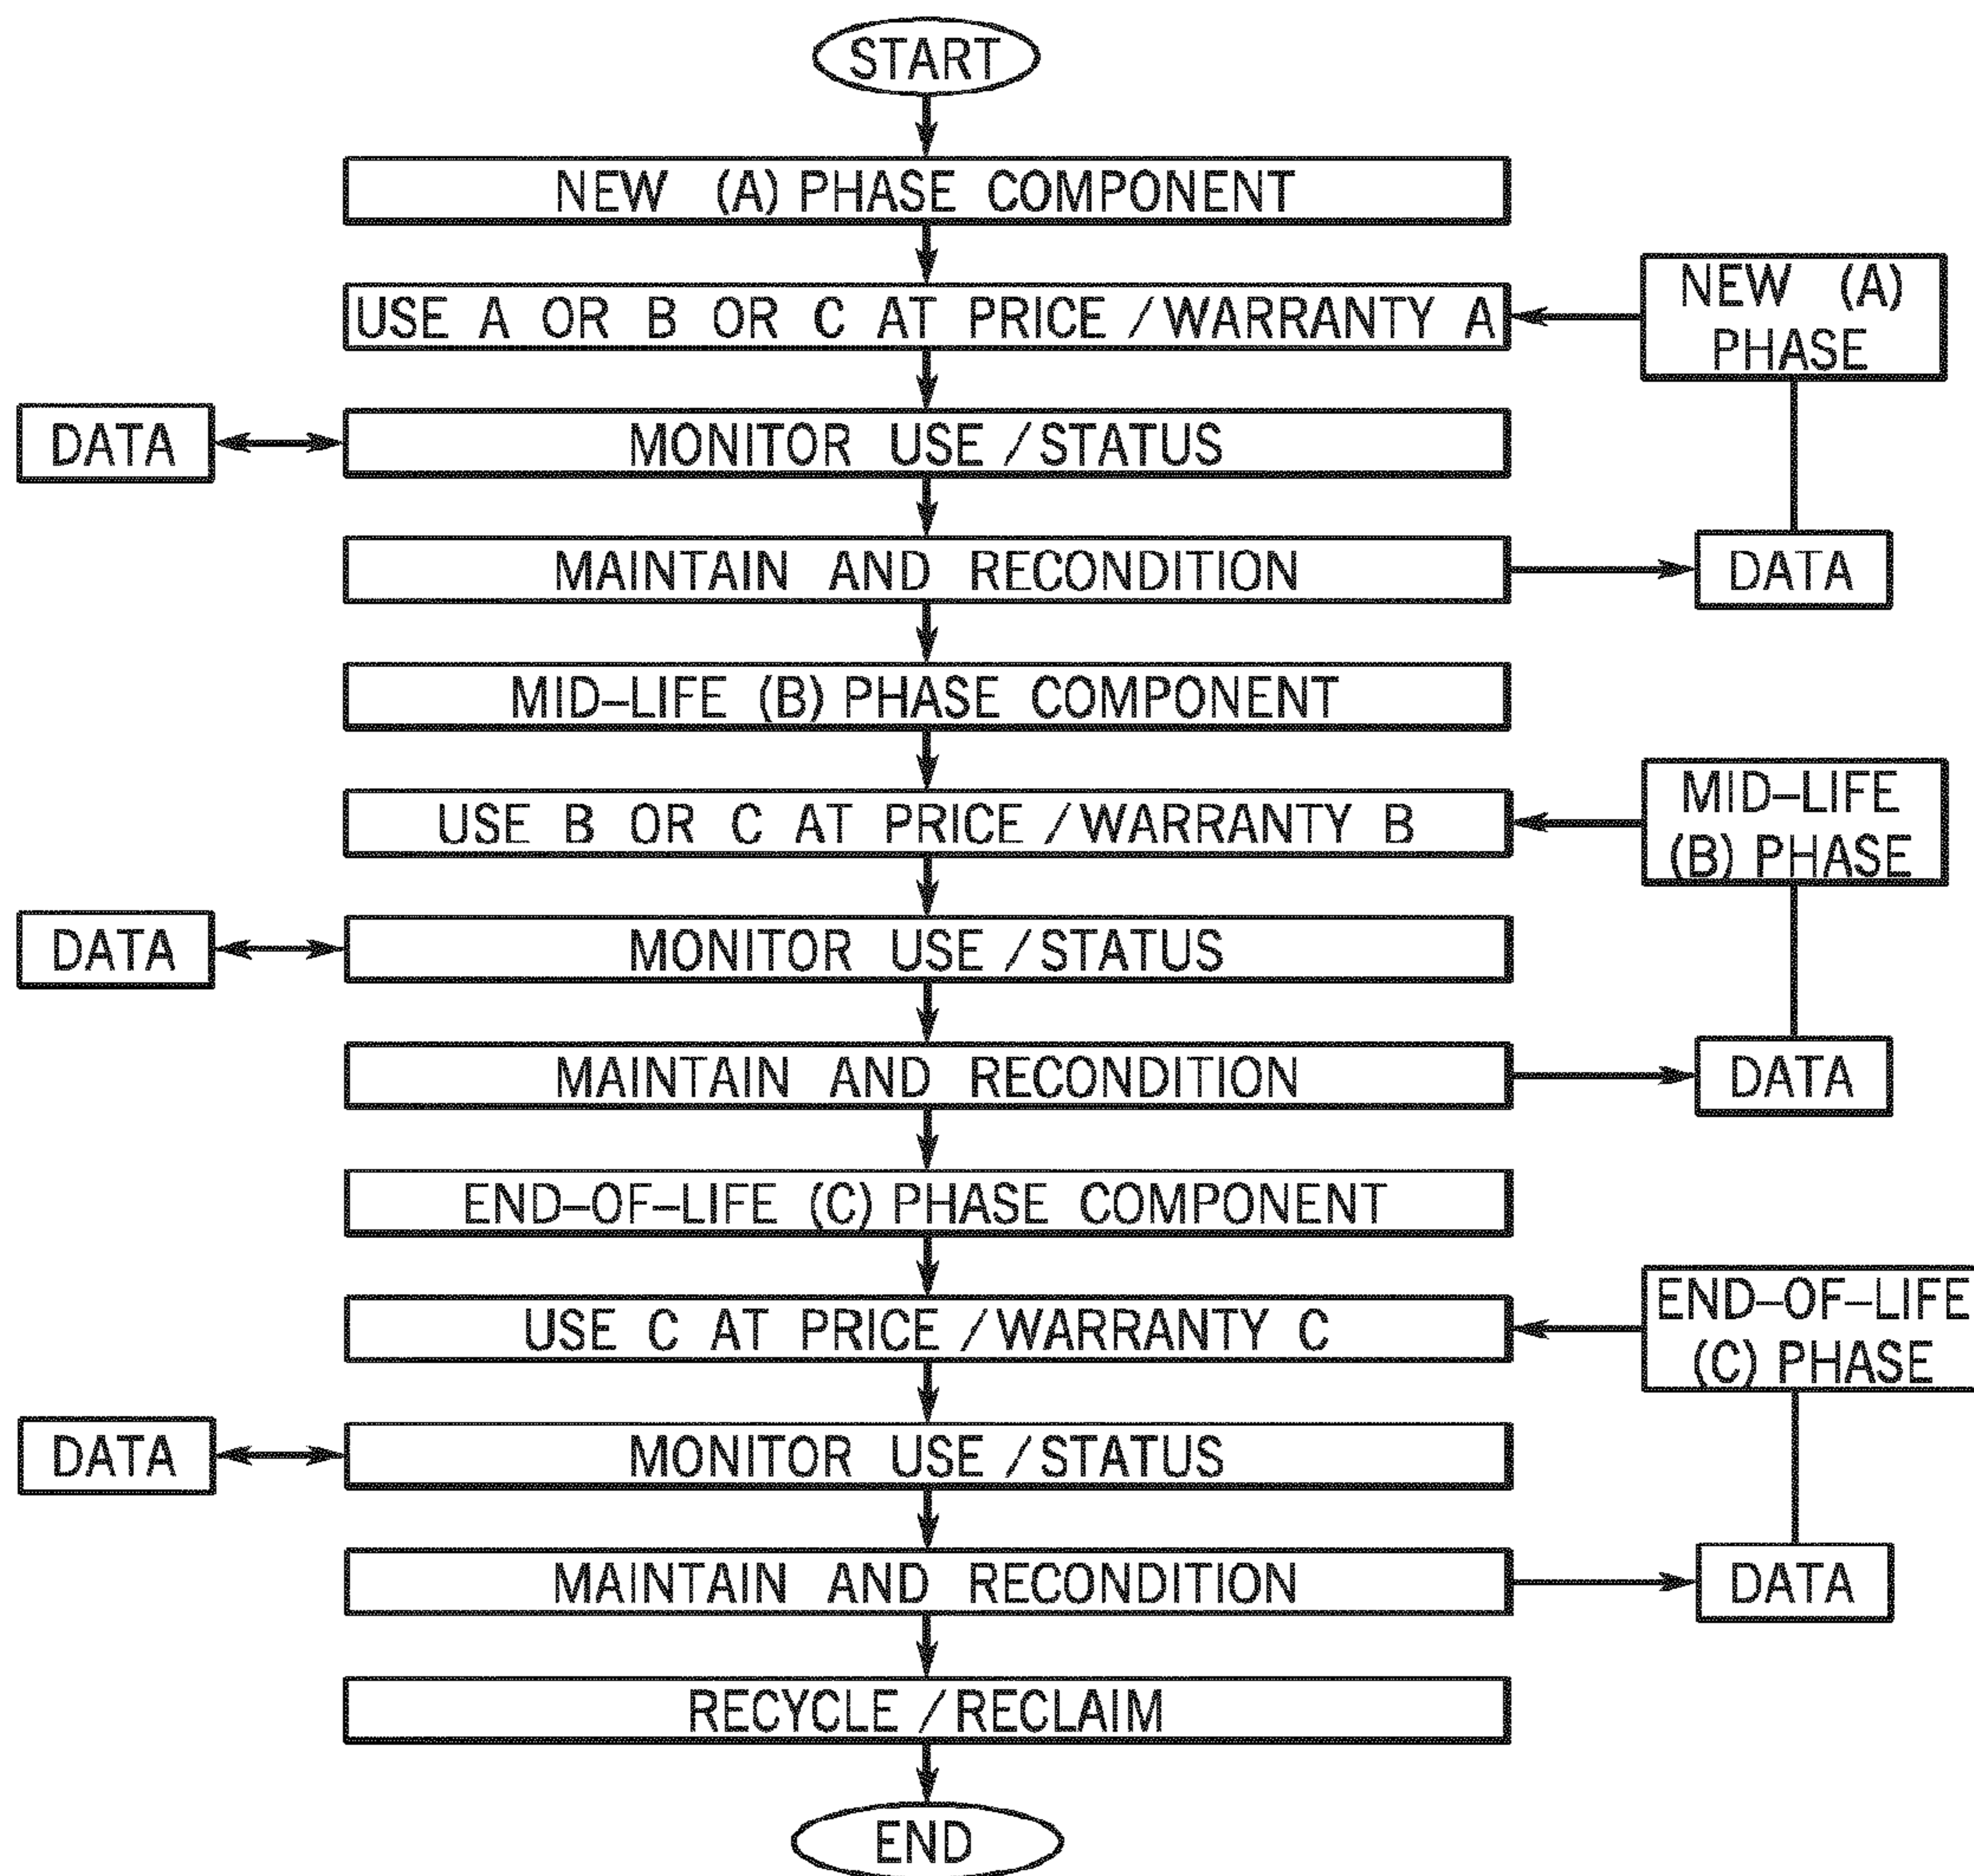 START
NEW (A) PHASE COMPONENT
USE A OR B OR C AT PRICE / WARRANTY A
NEW (A)
PHASE
DATA
MONITOR USE / STATUS
MAINTAIN AND RECONDITION
DATA
MID-LIFE (B) PHASE COMPONENT
USE B OR C AT PRICE / WARRANTY B
MID-LIFE
(B) PHASE
DATA
MONITOR USE / STATUS
MAINTAIN AND RECONDITION
DATA
END-OF-LIFE (C) PHASE COMPONENT
USE C AT PRICE / WARRANTY C
END-OF-LIFE
(C) PHASE
DATA
MONITOR USE / STATUS
MAINTAIN AND RECONDITION
DATA
RECYCLE / RECLAIM
END